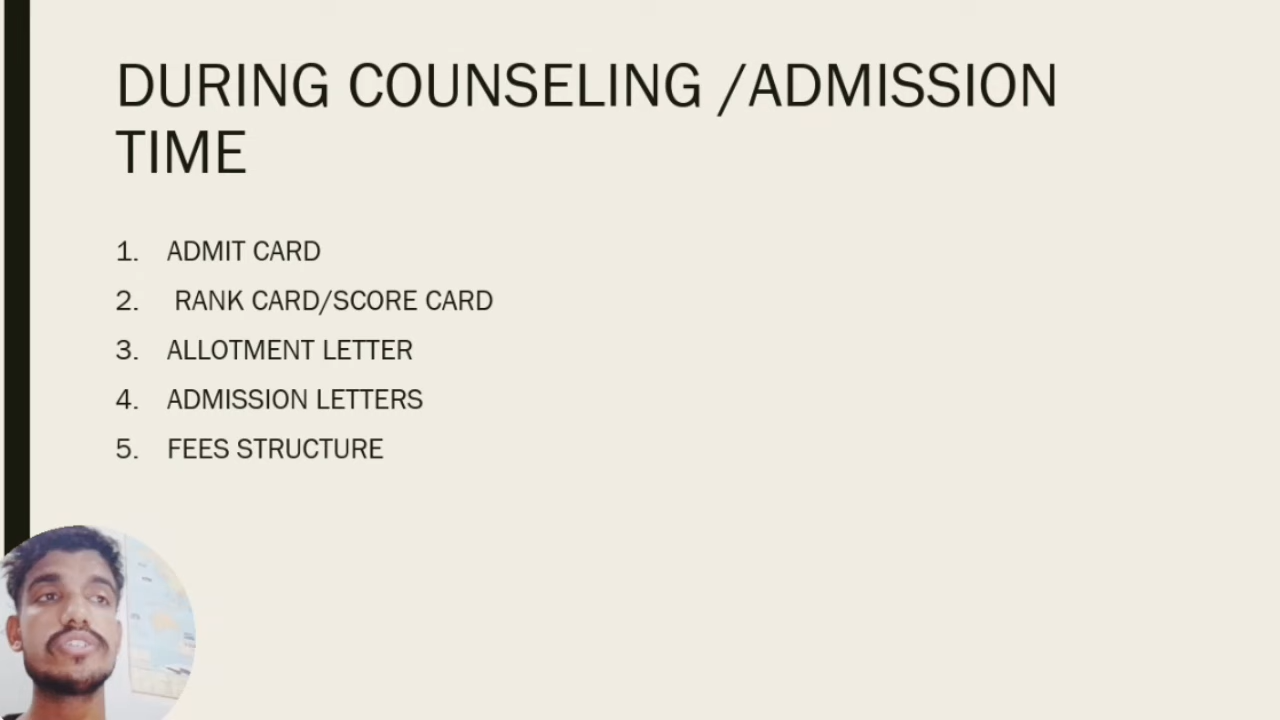 DURING COUNSELING /ADMISSION
TIME
1. ADMIT CARD
2. RANK CARD/SCORE CARD
3. ALLOTMENT LETTER
4. ADMISSION LETTERS
5. FEES STRUCTURE